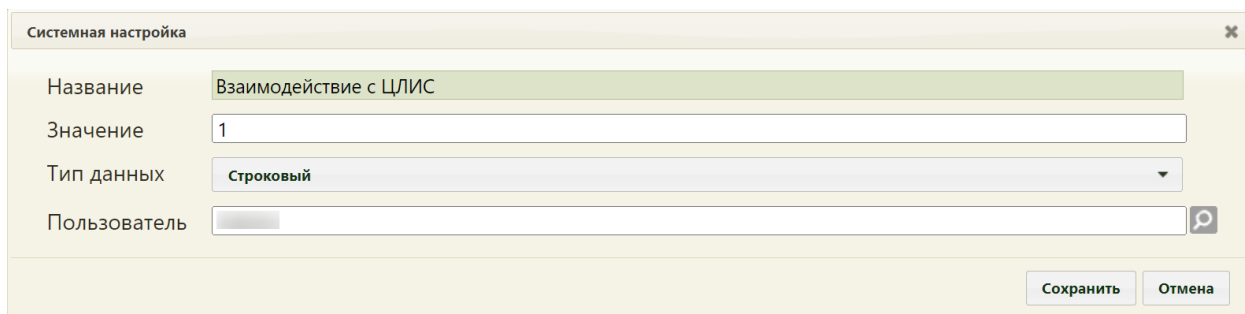 Системная настройка
Название Взаимодействие с ЦЛИС
Значение 1
Тип данных Строковый
Пользователь
Сохранить Отмена